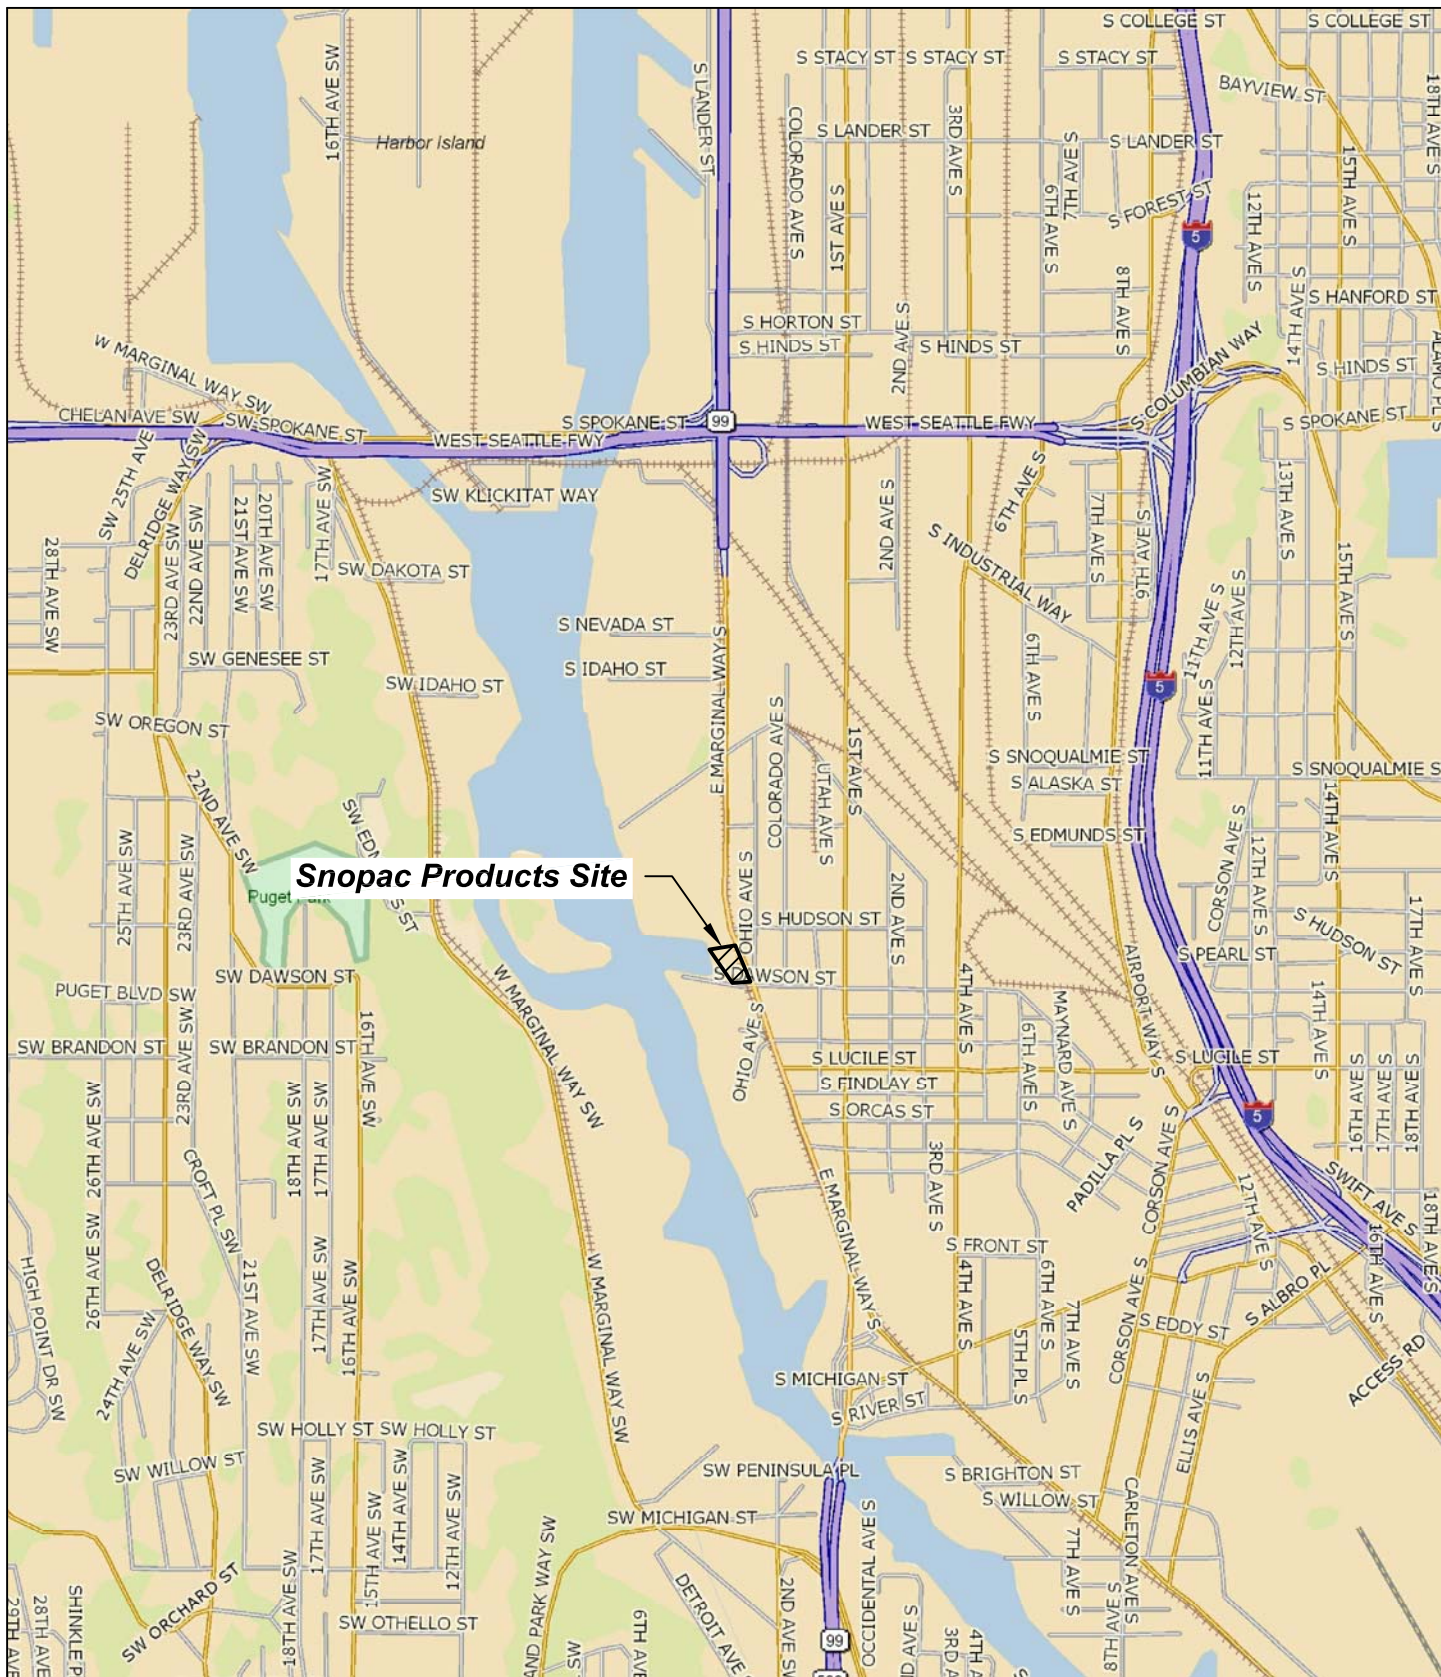 S COLLEGE ST
S COLLEGE ST
S STACY ST
S STACY ST
S STACY ST
16TH AVE SW
S LANDER ST
BAYVIEW ST
18TH AVE S
COLORADO AVE S
3RD AVE S
S LANDER ST
S LANDER ST
Harbor Island
7TH AVE S
15TH AVE S
1ST AVE S
6TH AVE S
S FOREST ST
12TH AVE S
5
8TH AVE S
14TH AVE S
S HANFORD ST
S HORTON ST
2ND AVE S
S HINDS ST
S HINDS ST
S COLUMBIAN WAY
ALAMO PL S
W MARGINAL WAY SW
S HINDS ST
CHELAN AVE SW
SW SPOKANE ST
S SPOKANE ST
99
WEST SEATTLE FWY
S SPOKANE ST
WEST SEATTLE FWY
SW 25TH AVE
DELRIDGE WAY SW
SW KLICKITAT WAY
6TH AVE S
13TH AVE S
17TH AVE SW
20TH AVE SW
21ST AVE SW
22ND AVE SW
23RD AVE SW
2ND AVE S
7TH AVE S
S INDUSTRIAL WAY
28TH AVE SW
SW DAKOTA ST
15TH AVE S
11TH AVE S
12TH AVE S
S NEVADA ST
E MARGINAL WAY S
6TH AVE S
SW GENESEE ST
S IDAHO ST
SW IDAHO ST
5
11TH AVE S
SW OREGON ST
COLORADO AVE S
1ST AVE S
S SNOQUALMIE ST
S SNOQUALMIE S
UTAH AVE S
S ALASKA ST
14TH AVE S
22ND AVE SW
S EDMUNDS ST
CORSON AVE S
12TH AVE S
25TH AVE SW
23RD AVE SW
Snopac Products Site
OHIO AVE S
2ND AVE S
17TH AVE S
S HUDSON ST
S HUDSON ST
S PEARL ST
AIRPORT WAY S
SW DAWSON ST
S DAWSON ST
4TH AVE S
PUGET BLVD SW
W MARGINAL WAY SW
MAYNARD AVE S
14TH AVE S
16TH AVE SW
OHIO AVE S
6TH AVE S
23RD AVE SW
SW BRANDON ST
SW BRANDON ST
S LUCILE ST
S LUCILE ST
S FINDLAY ST
S ORCAS ST
16TH AVE S
17TH AVE S
18TH AVE S
5
26TH AVE SW
18TH AVE SW
17TH AVE SW
3RD AVE S
PADILLA PL S
CORSON AVE S
CROFT PL SW
E MARGINAL WAY S
12TH AVE S
SWIFT AVE S
18TH AVE S
16TH AVE S
26TH AVE SW
S FRONT ST
HIGH POINT DR SW
DELRIDGE WAY SW
21ST AVE SW
17TH AVE SW
16TH AVE SW
W MARGINAL WAY SW
4TH AVE S
6TH AVE S
7TH AVE S
5TH PL S
CORSON AVE S
S ALBRO PL
S EDDY ST
24TH AVE SW
ACCESS RD
S MICHIGAN ST
S RIVER ST
ELLIS AVE S
SW HOLLY ST
SW HOLLY ST
SW WILLOW ST
SW PENINSULA PL
S BRIGHTON ST
S WILLOW ST
17TH AVE SW
14TH AVE SW
15TH AVE SW
12TH AVE SW
CARLETON AVE S
SW MICHIGAN ST
OCCIDENTAL AVE S
7TH AVE S
SW ORCHARD ST
18TH AVE SW
SW OTHELLO ST
DETROIT AVE
2ND AVE SW
99
8TH AVE S
28TH AVE
29TH AVE
SHINKLE P
AND PARK WAY SW
SW
6TH AVE
ND AVE S
3RD A
4TH A